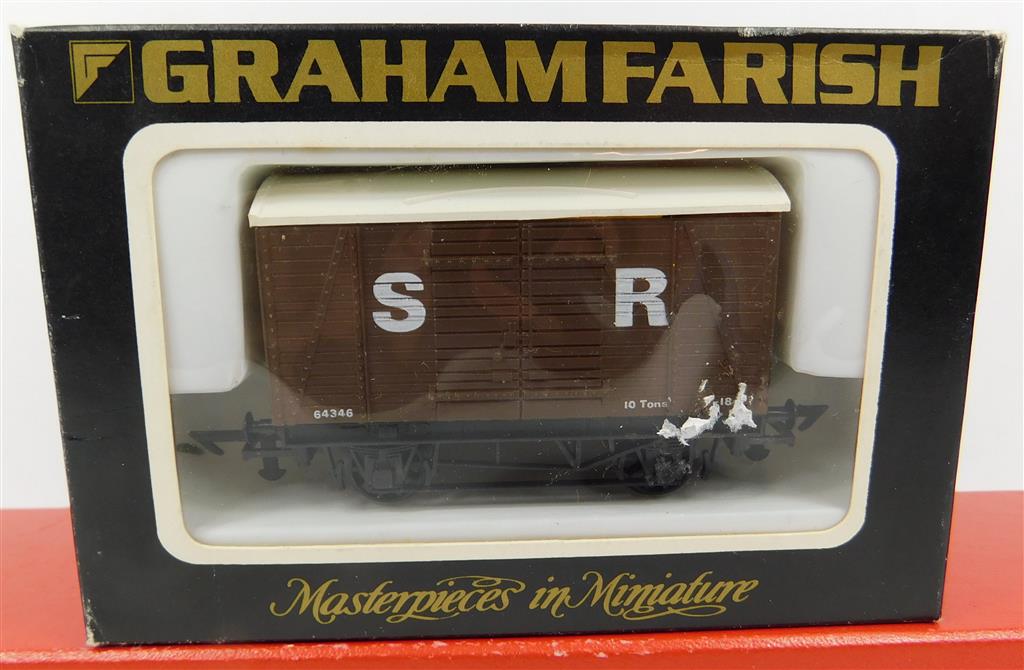 GRAHAM FARISH
S R
64346
10 Tons
Masterpieces in Miniature